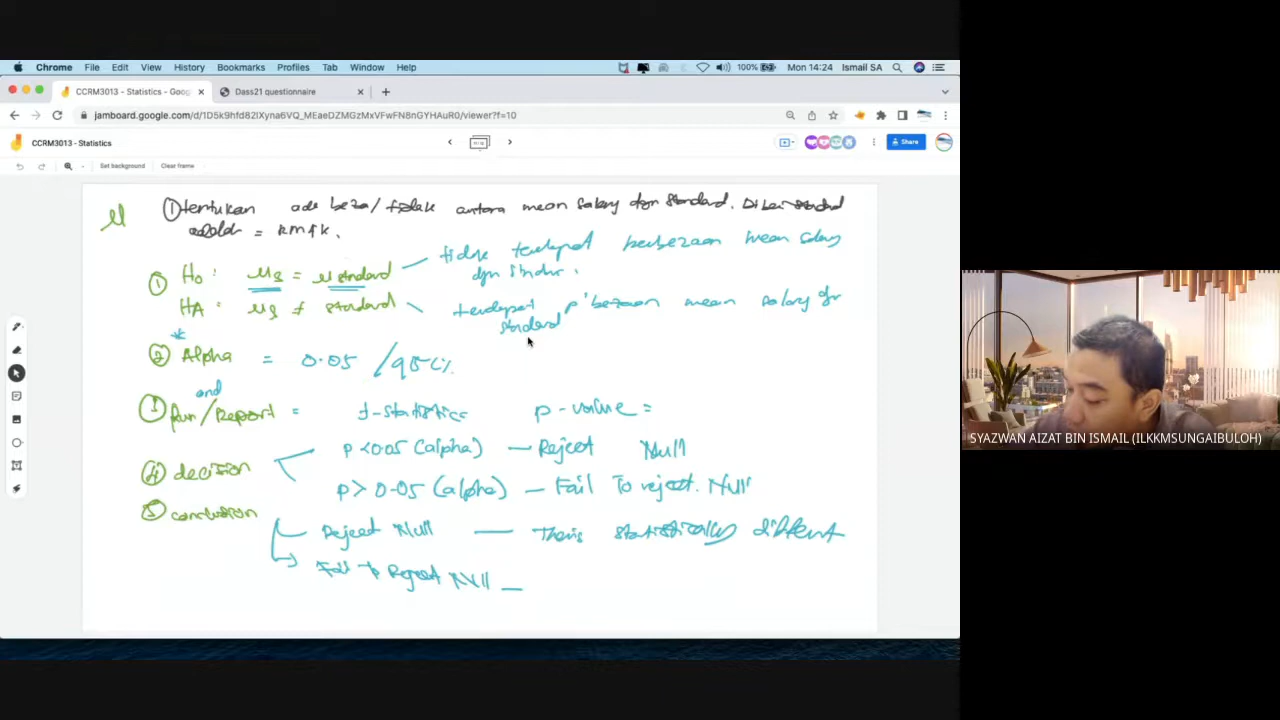 Chrome File Edit View History Bookmarks Profiles Tab Window Help 100% Mon 14:24 Ismail SA
CCRM3013 - Statistics - Goog Dass21 questionnaire
jamboard.google.com/d/1D5k9hfd82IXyna6VQ_MEaeDZMGzMxVFwFN8nGYHAuR0/viewer?f=10
CCRM3013 - Statistics
Share
Set background Clear frame
M
① tentukan ada beza/tidak antara mean salary dgn standard. standard
adalah = RM4K.
① Ho: μs = μ standard
tidak terdapat perbezaan mean salary
dgn
HA: μs ≠ standard
terdapat p'bezaan mean salary
standard
② Alpha = 0.05 /95%
③ Run/Report = t-statistics p-value =
and
④ decision
p <0.05 (alpha) — Reject Null
p> 0.05 (alpha) — Fail To reject Null
⑤ conclusion
Reject Null — statistically different
Fail to Reject Null —
SYAZWAN AIZAT BIN ISMAIL (ILKKMSUNGAIBULOH)